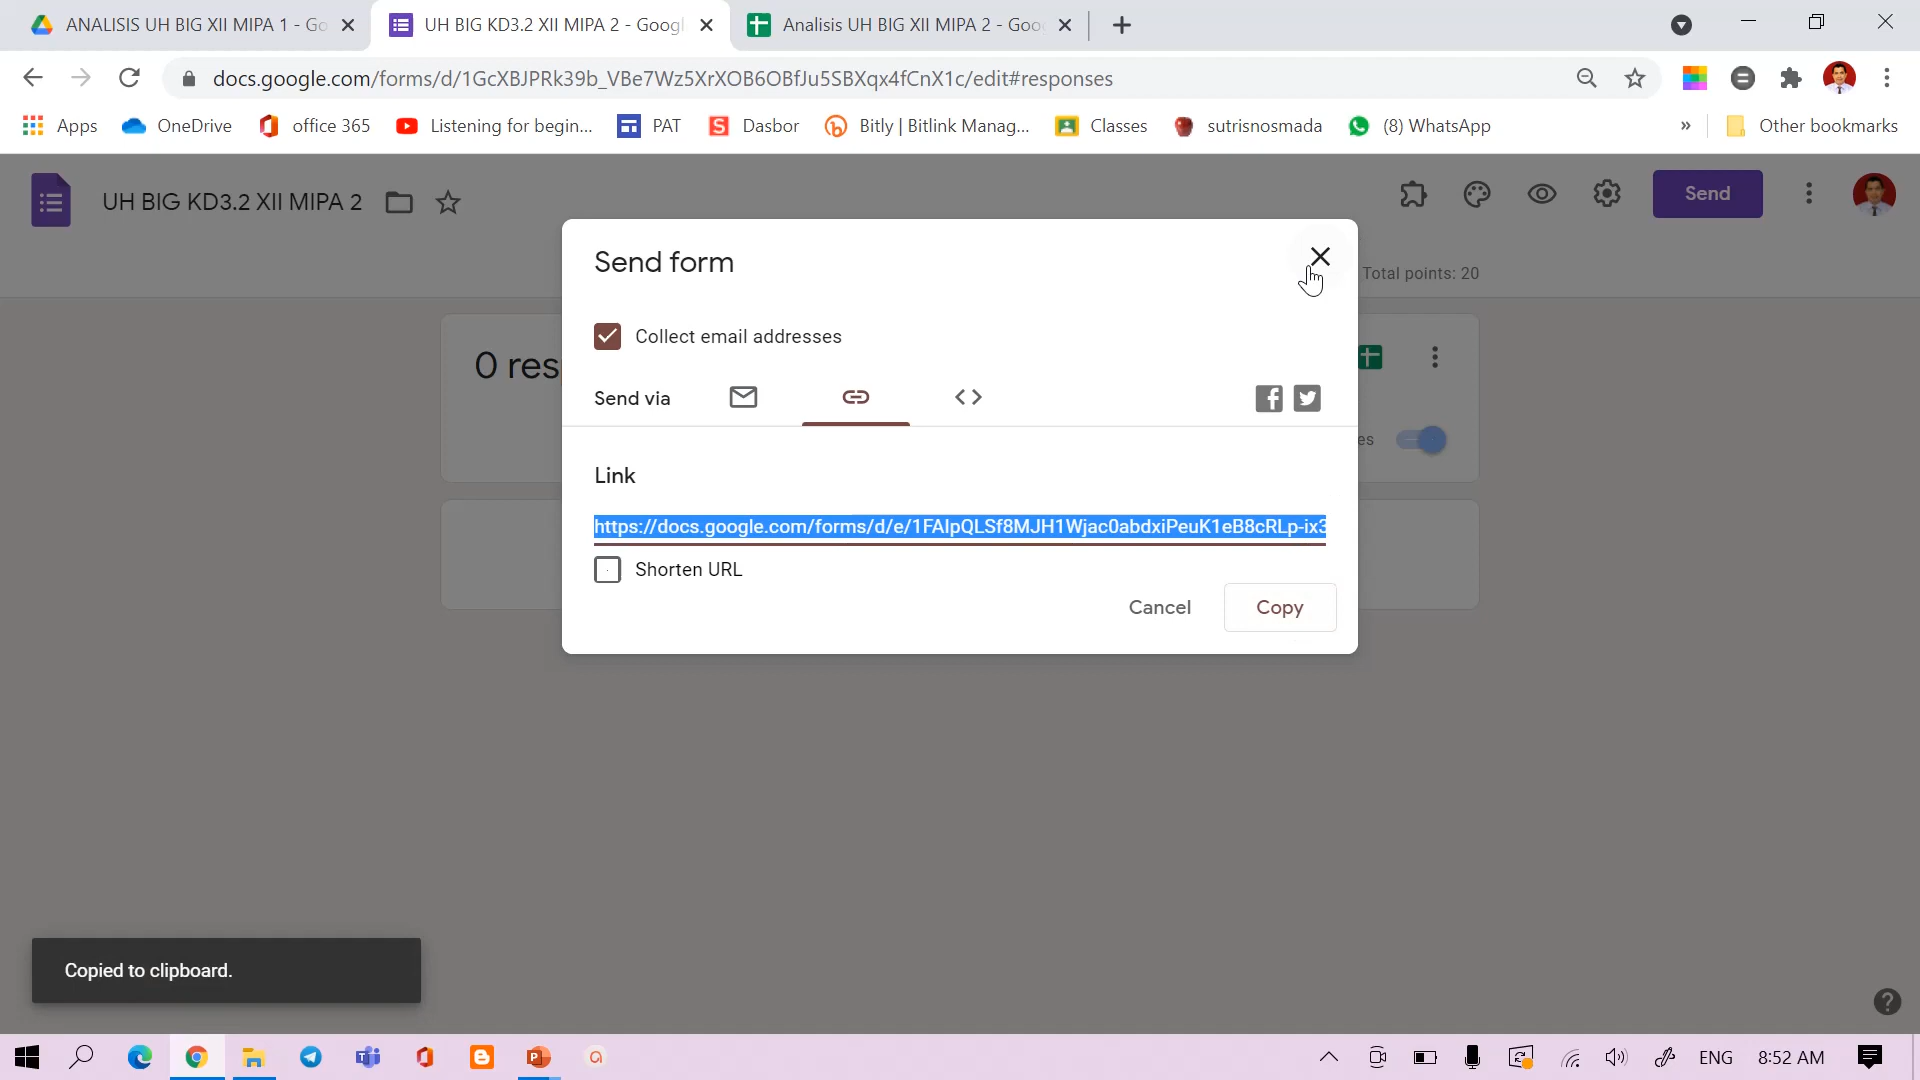 ANALISIS UH BIG XII MIPA 1 - Go
UH BIG KD3.2 XII MIPA 2 - Googl
Analisis UH BIG XII MIPA 2 - Goo
docs.google.com/forms/d/1GcXBJPRk39b_VBe7Wz5XrXOB6OBfJu5SBXqx4fCnX1c/edit#responses
Apps
OneDrive
office 365
Listening for begin...
PAT
Dasbor
Bitly | Bitlink Manag...
Classes
sutrisnosmada
(8) WhatsApp
»
Other bookmarks
UH BIG KD3.2 XII MIPA 2
Send
Total points: 20
0 res
es
Send form
Collect email addresses
Send via
Link
https://docs.google.com/forms/d/e/1FAIpQLSf8MJH1Wjac0abdxiPeuK1eB8cRLp-ix3
Shorten URL
Cancel
Copy
Copied to clipboard.
ENG
8:52 AM